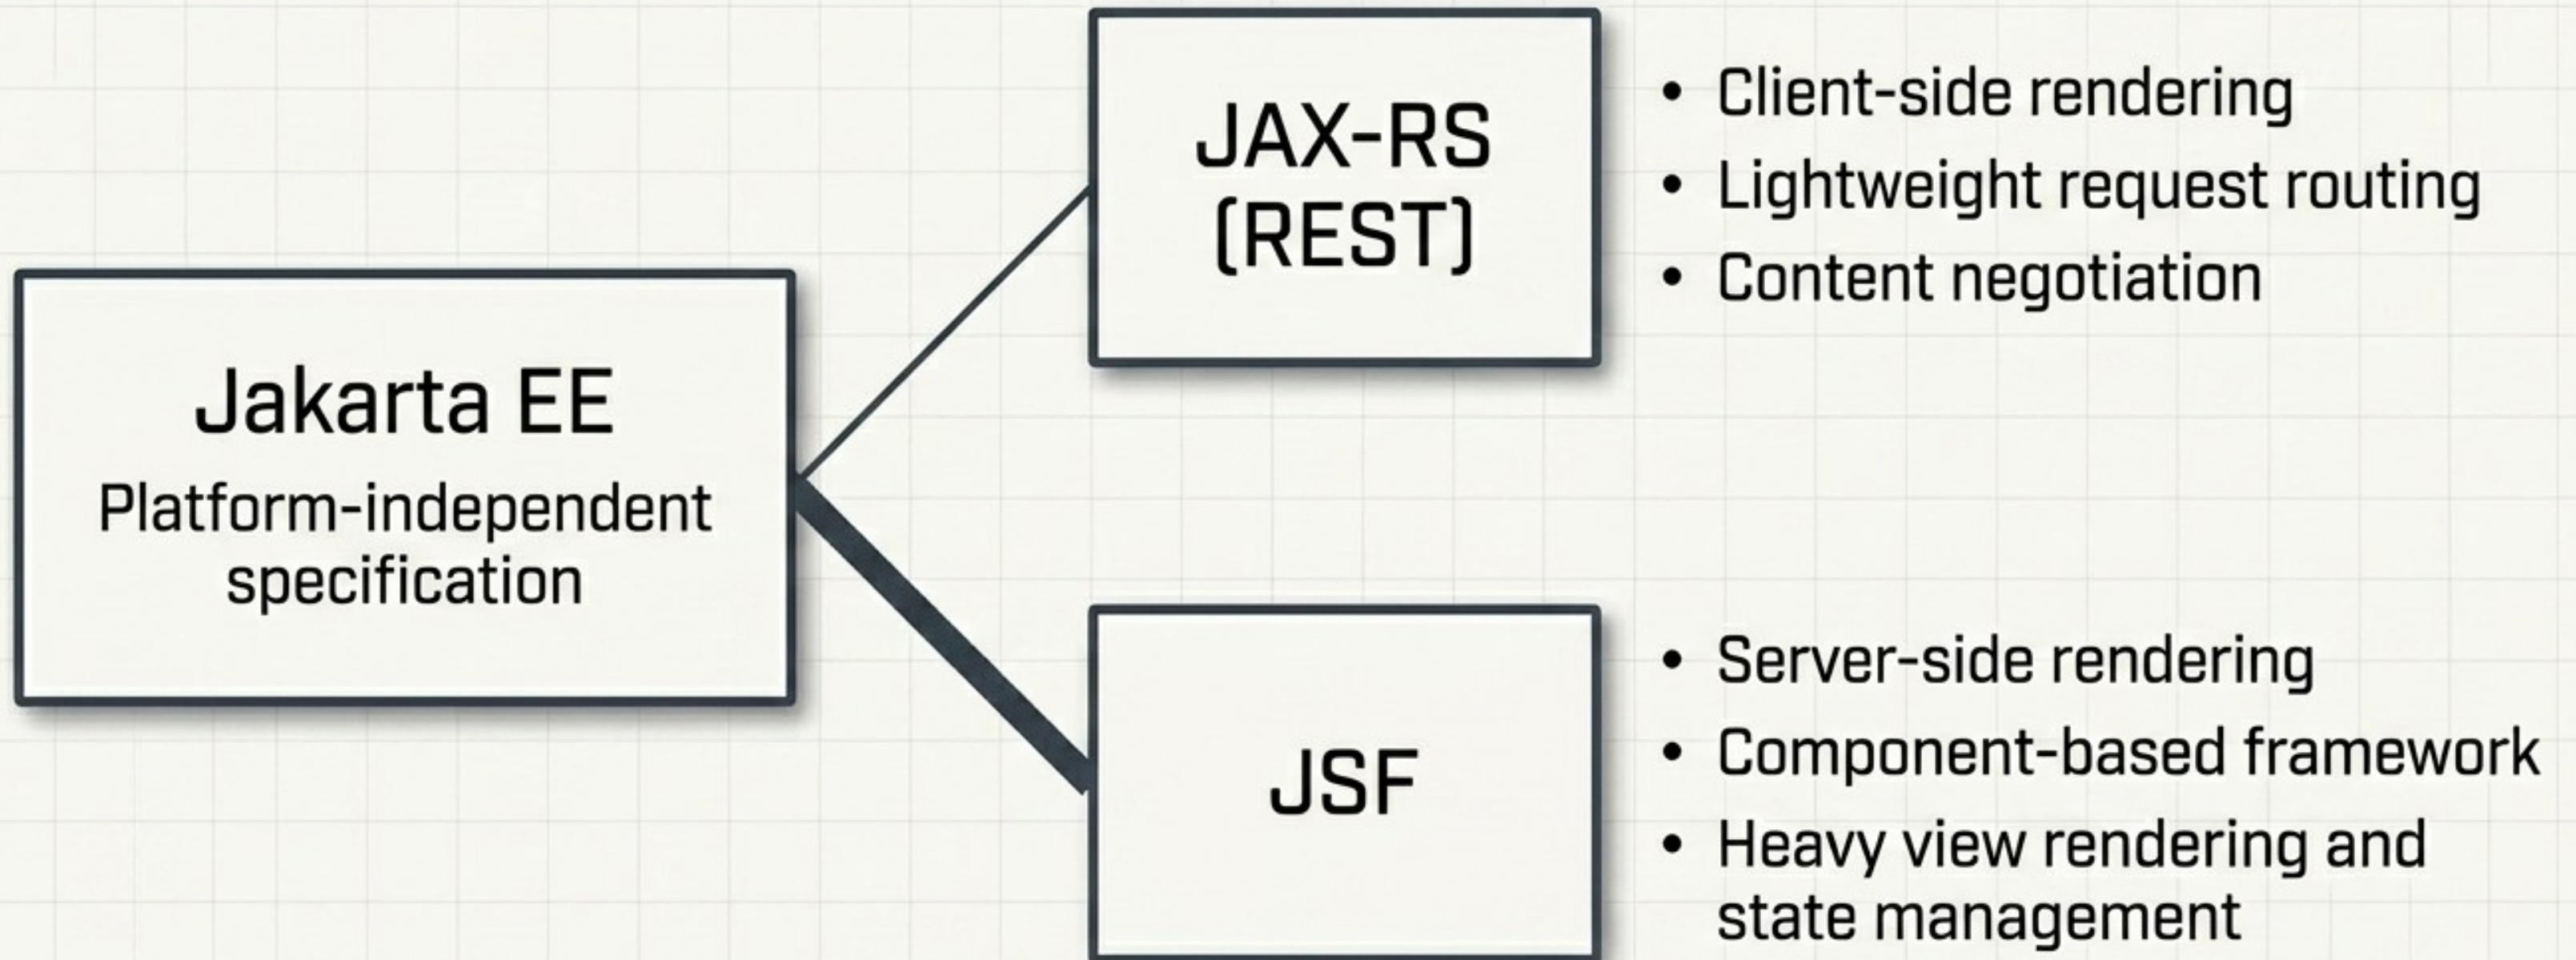 Jakarta EE
Platform-independent
specification
JAX-RS
(REST)
• Client-side rendering
• Lightweight request routing
• Content negotiation
JSF
• Server-side rendering
• Component-based framework
• Heavy view rendering and
state management